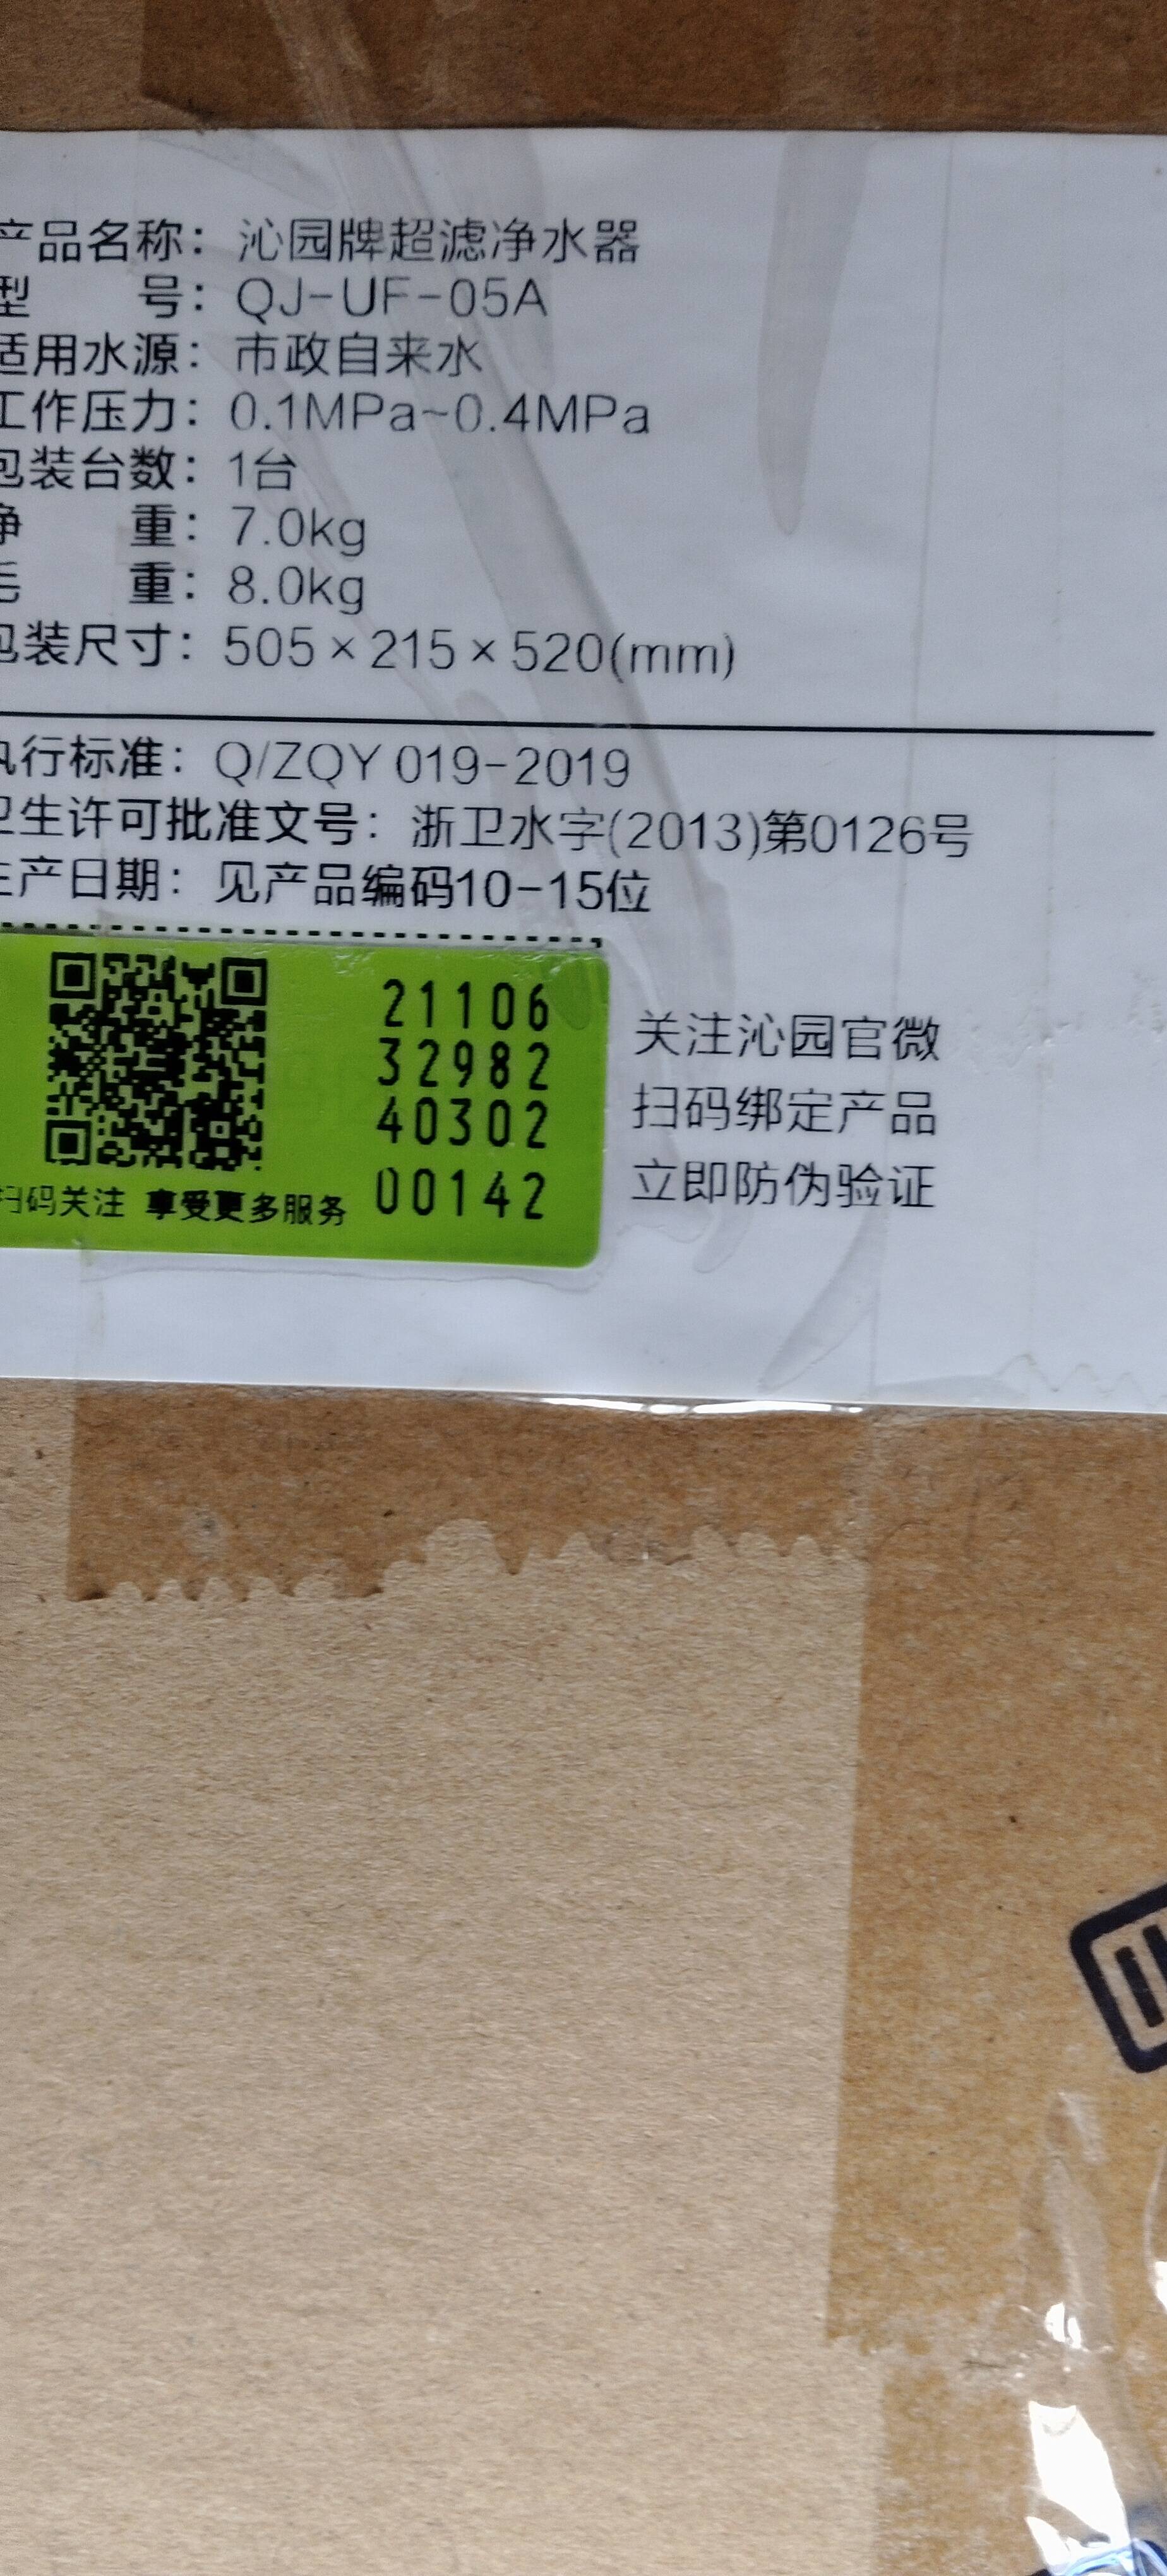 产品名称：沁园牌超滤净水器
型 号：QJ-UF-05A
适用水源：市政自来水
工作压力：0.1MPa~0.4MPa
包装台数：1台
净 重：7.0kg
毛 重：8.0kg
包装尺寸：505×215×520(mm)
执行标准：Q/ZQY 019-2019
卫生许可批准文号：浙卫水字(2013)第0126号
生产日期：见产品编码10-15位
21106
32982
40302
00142
扫码关注 享受更多服务
关注沁园官微
扫码绑定产品
立即防伪验证